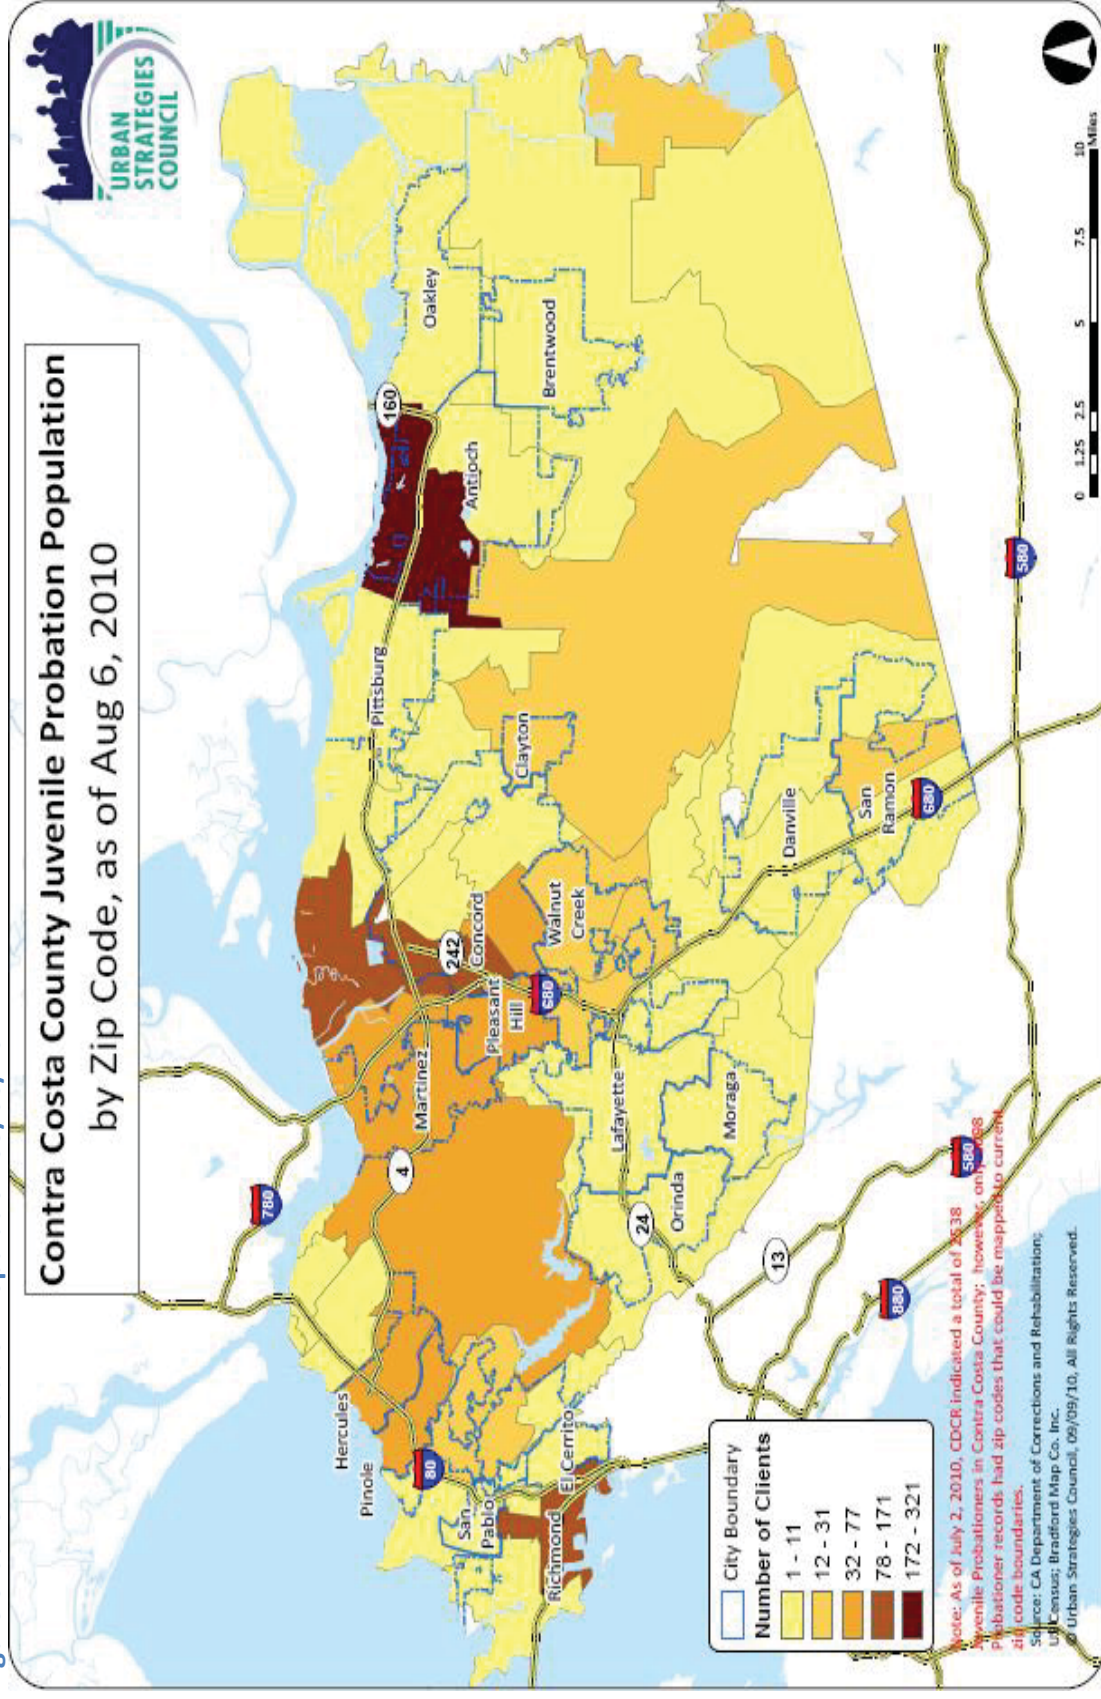 Contra Costa County Juvenile Probation Population
by Zip Code, as of Aug 6, 2010
URBAN
STRATEGIES
COUNCIL
780
4
160
Oakley
Brentwood
Antioch
Pittsburg
Clayton
242
Concord
Walnut
Creek
Pleasant
Hill
680
Martinez
Hercules
Pinole
80
San
Pablo
Richmond
El Cerrito
Lafayette
Moraga
Orinda
24
13
Danville
San
Ramon
680
580
580
880
City Boundary
Number of Clients
1 - 11
12 - 31
32 - 77
78 - 171
172 - 321
Note: As of July 2, 2010, CDCR indicated a total of 2538
Juvenile Probationers in Contra Costa County; however, only
Probationer records had zip codes that could be mapped to current
zip code boundaries.
Source: CA Department of Corrections and Rehabilitation;
US Census; Bradford Map Co. Inc.
© Urban Strategies Council, 09/09/10, All Rights Reserved.
0 1.25 2.5 5 7.5 10 Miles